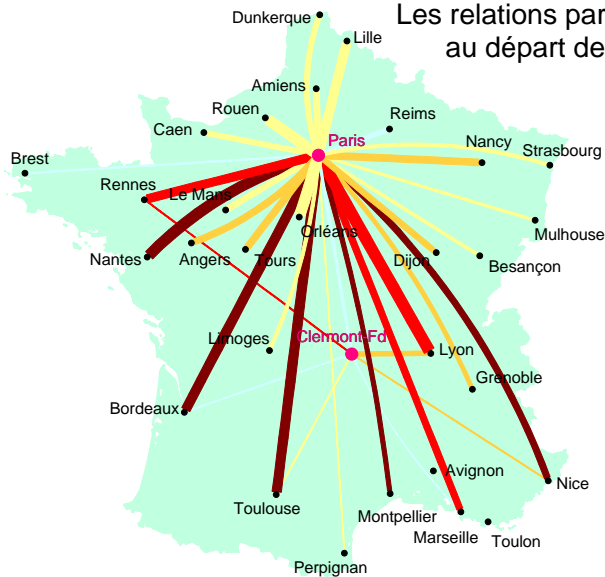 Les relations par
au départ de
Dunkerque
Lille
Amiens
Rouen
Reims
Caen
Paris
Nancy
Strasbourg
Brest
Rennes
Le Mans
Orléans
Mulhouse
Nantes
Angers
Tours
Dijon
Besançon
Limoges
Clermont-Fd
Lyon
Grenoble
Bordeaux
Avignon
Nice
Toulouse
Montpellier
Marseille
Toulon
Perpignan